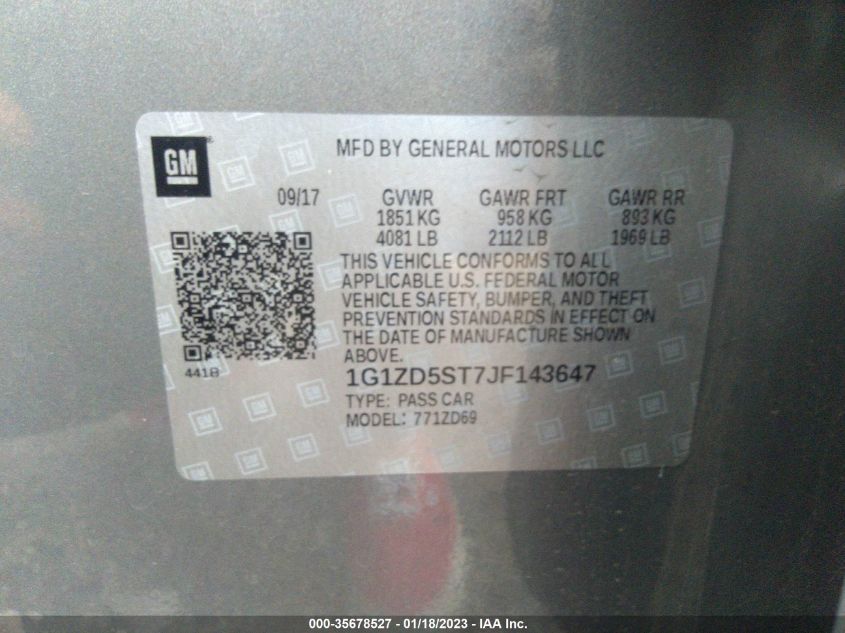 GM
MFD BY GENERAL MOTORS LLC
09/17 GVWR GAWR FRT GAWR RR
1851 KG 958 KG 893 KG
4081 LB 2112 LB 1969 LB
THIS VEHICLE CONFORMS TO ALL
APPLICABLE U.S. FEDERAL MOTOR
VEHICLE SAFETY, BUMPER, AND THEFT
PREVENTION STANDARDS IN EFFECT ON
THE DATE OF MANUFACTURE SHOWN
ABOVE.
441B
1G1ZD5ST7JF143647
TYPE: PASS CAR
MODEL: 771ZD69
000-35678527 - 01/18/2023 - IAA Inc.